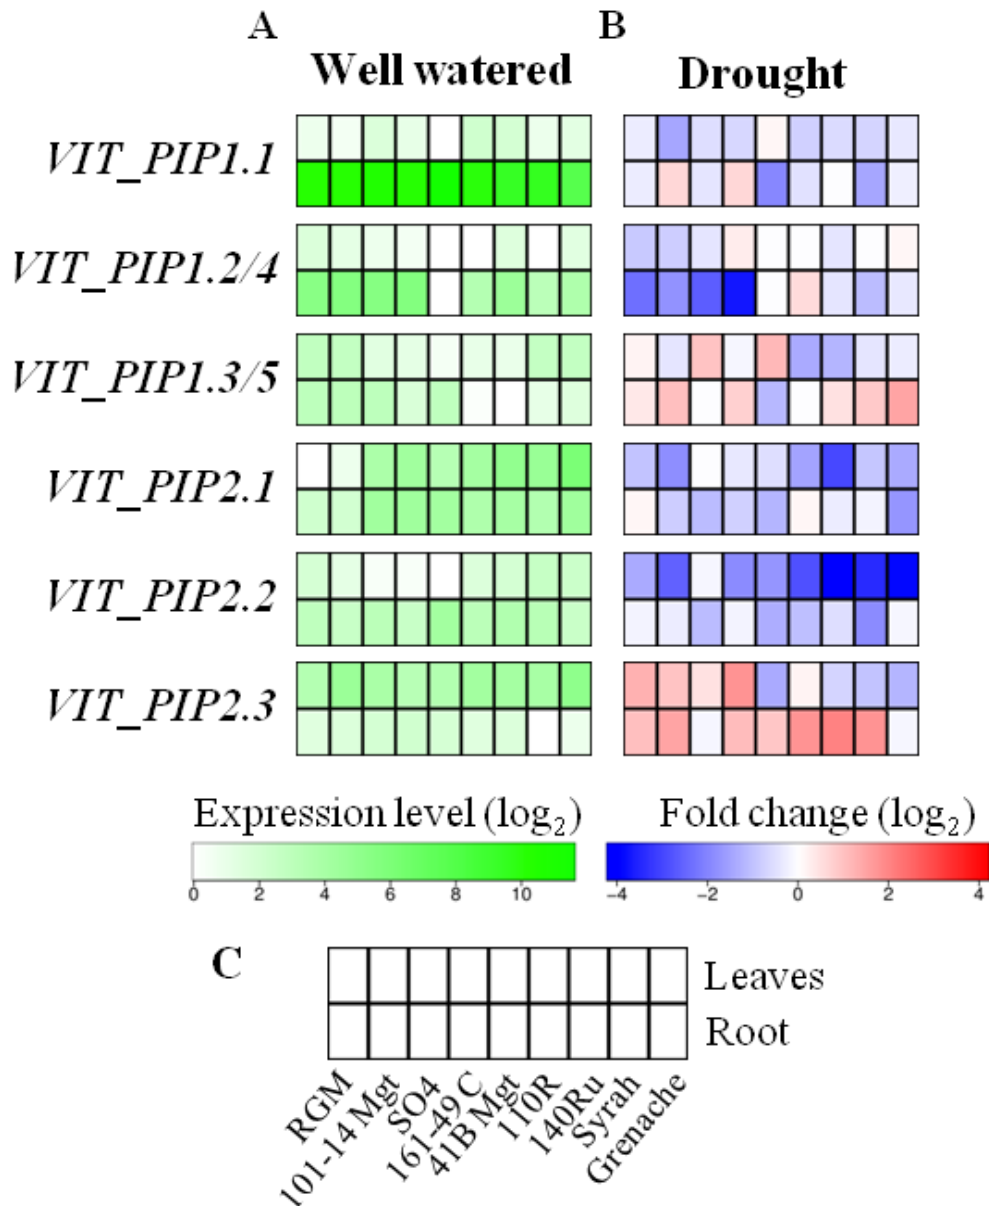 A
B
Well watered
Drought
VIT_PIP1.1
VIT_PIP1.2/4
VIT_PIP1.3/5
VIT_PIP2.1
VIT_PIP2.2
VIT_PIP2.3
Expression level (log₂)
Fold change (log₂)
0 2 4 6 8 10
−4 −2 0 2 4
C
Leaves
Root
RGM
101-14 Mgt
SO4
161-49 C
41B Mgt
110R
140Ru
Syrah
Grenache